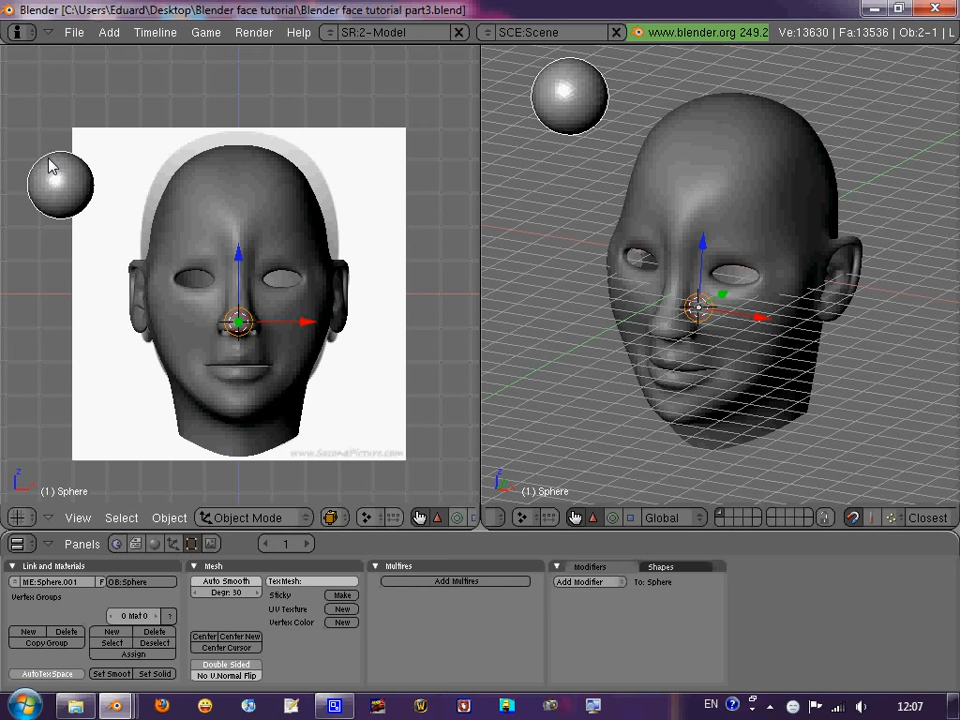 Blender [C:\Users\Eduard\Desktop\Blender face tutorial\Blender face tutorial part3.blend]
File Add Timeline Game Render Help SR:2-Model SCE:Scene www.blender.org 249.2 Ve:13630 | Fa:13536 | Ob:2-1 | L
z
(1) Sphere
z
(1) Sphere
View Select Object Object Mode Global Closest
Panels 1
Link and Materials Mesh Multires Modifiers Shapes
ME:Sphere.001 F OB:Sphere Auto Smooth TexMesh: Add Multires Add Modifier To: Sphere
Vertex Groups Degr: 30 Sticky Make
UV Texture New
0 Mat 0 ? Vertex Color New
New Delete New Delete Center Center New
Copy Group Select Deselect Center Cursor
Assign Double Sided
AutoTexSpace Set Smoot Set Solid No V.Normal Flip
EN 12:07